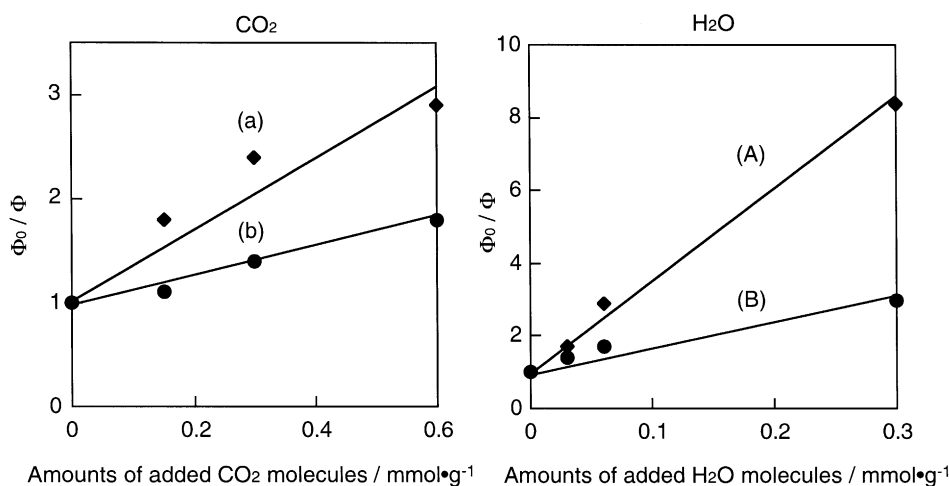 CO₂
3
2
1
0
Φ₀ / Φ
(a)
(b)
0
0.2
0.4
0.6
Amounts of added CO₂ molecules / mmol•g⁻¹
H₂O
10
8
6
4
2
0
Φ₀ / Φ
(A)
(B)
0
0.1
0.2
0.3
Amounts of added H₂O molecules / mmol•g⁻¹